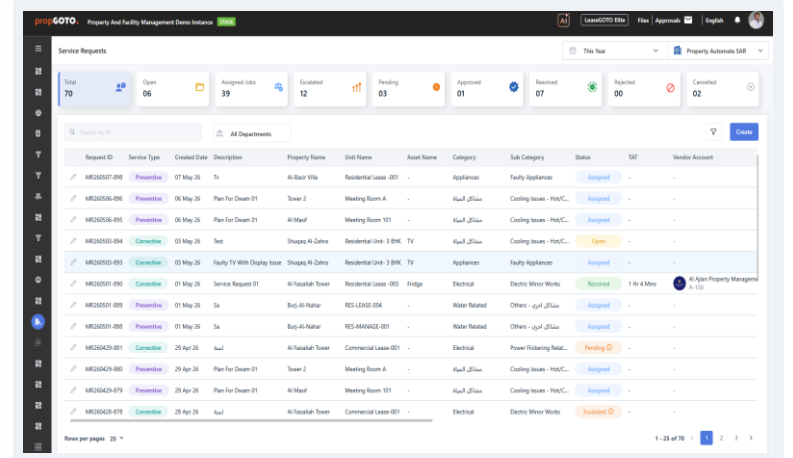 propGOTO. Property And Facility Management Demo Instance STAGE AI LeaseGOTO Elite Files Approvals English
Service Requests This Year Property Automate SAR
Total Open Assigned Jobs Escalated Pending Approved Resolved Rejected Cancelled
70 06 39 12 03 01 07 00 02
Search by ID All Departments Create
Request ID Service Type Created Date Description Property Name Unit Name Asset Name Category Sub Category Status TAT Vendor Account
MR260507-898 Preventive 07 May 26 Tv Al-Basir Villa Residential Lease -001 - Appliances Faulty Appliances Assigned - -
MR260506-896 Preventive 06 May 26 Plan For Dwam 01 Tower 2 Meeting Room A - مشاكل المياة Cooling Issues - Hot/C... Assigned - -
MR260506-895 Preventive 06 May 26 Plan For Dwam 01 Al Masif Meeting Room 101 - مشاكل المياة Cooling Issues - Hot/C... Assigned - -
MR260503-894 Corrective 03 May 26 Test Shuqaq Al-Zahra Residential Unit- 3 BHK TV مشاكل المياة Cooling Issues - Hot/C... Open - -
MR260503-893 Corrective 03 May 26 Faulty TV With Display Issue Shuqaq Al-Zahra Residential Unit- 3 BHK TV Appliances Faulty Appliances Assigned - -
MR260501-890 Corrective 01 May 26 Service Request 01 Al Faisaliah Tower Residential Lease -003 Fridge Electrical Electric Minor Works Resolved 1 Hr 4 Mins Al Ajlan Property Manageme
A-130
MR260501-889 Preventive 01 May 26 Sa Burj-Al-Nahar RES-LEASE-004 - Water Related Others - مشاكل اخرى Assigned - -
MR260501-888 Preventive 01 May 26 Sa Burj-Al-Nahar RES-MANAGE-001 - Water Related Others - مشاكل اخرى Assigned - -
MR260429-881 Corrective 29 Apr 26 Al Faisaliah Tower Commercial Lease-001 - Electrical Power Flickering Relat... Pending - -
MR260429-880 Preventive 29 Apr 26 Plan For Dwam 01 Tower 2 Meeting Room A - مشاكل المياة Cooling Issues - Hot/C... Assigned - -
MR260429-879 Preventive 29 Apr 26 Plan For Dwam 01 Al Masif Meeting Room 101 - مشاكل المياة Cooling Issues - Hot/C... Assigned - -
MR260428-878 Corrective 28 Apr 26 Al Faisaliah Tower Commercial Lease-001 - Electrical Electric Minor Works Escalated - -
Rows per pages 25 1 - 25 of 70 1 2 3